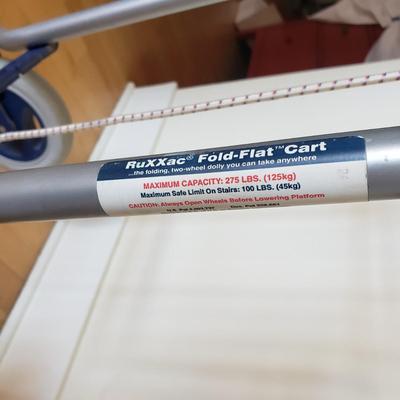 RuXXac® Fold-Flat™ Cart
...the folding, two-wheel dolly you can take anywhere
MAXIMUM CAPACITY: 275 LBS. (125kg)
Maximum Safe Limit On Stairs: 100 LBS. (45kg)
CAUTION: Always Open Wheels Before Lowering Platform